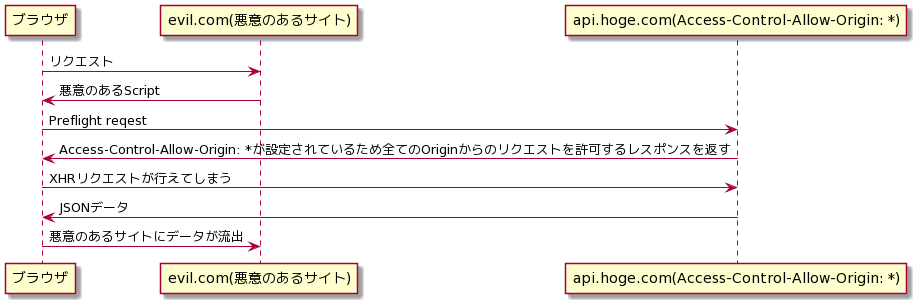 ブラウザ
evil.com(悪意のあるサイト)
api.hoge.com(Access-Control-Allow-Origin: *)
リクエスト
悪意のあるScript
Preflight reqest
Access-Control-Allow-Origin: *が設定されているため全てのOriginからのリクエストを許可するレスポンスを返す
XHRリクエストが行えてしまう
JSONデータ
悪意のあるサイトにデータが流出
ブラウザ
evil.com(悪意のあるサイト)
api.hoge.com(Access-Control-Allow-Origin: *)